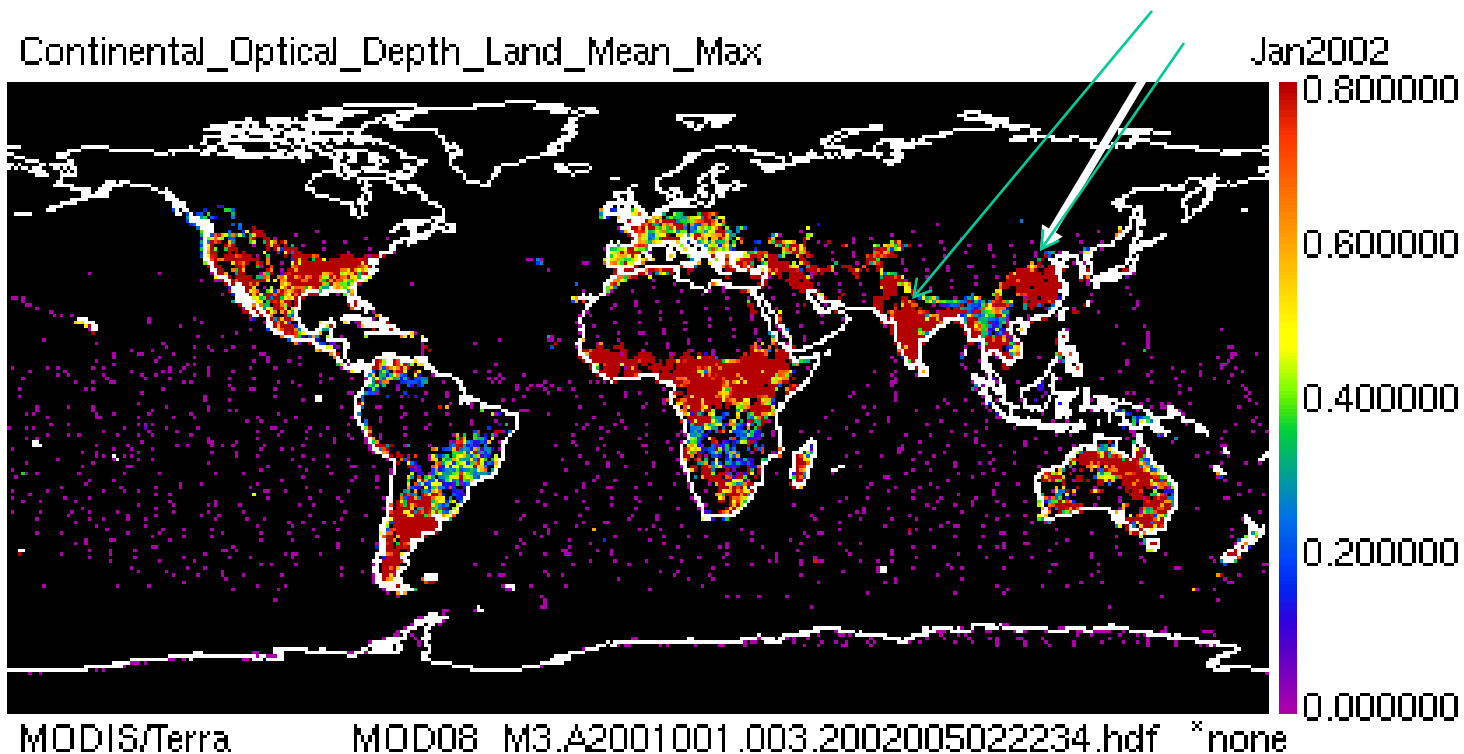 Continental_Optical_Depth_Land_Mean_Max
Jan2002
0.800000
0.600000
0.400000
0.200000
0.000000
MODIS/Terra
MOD08_M3.A2001001.003.2002005022234.hdf
*none